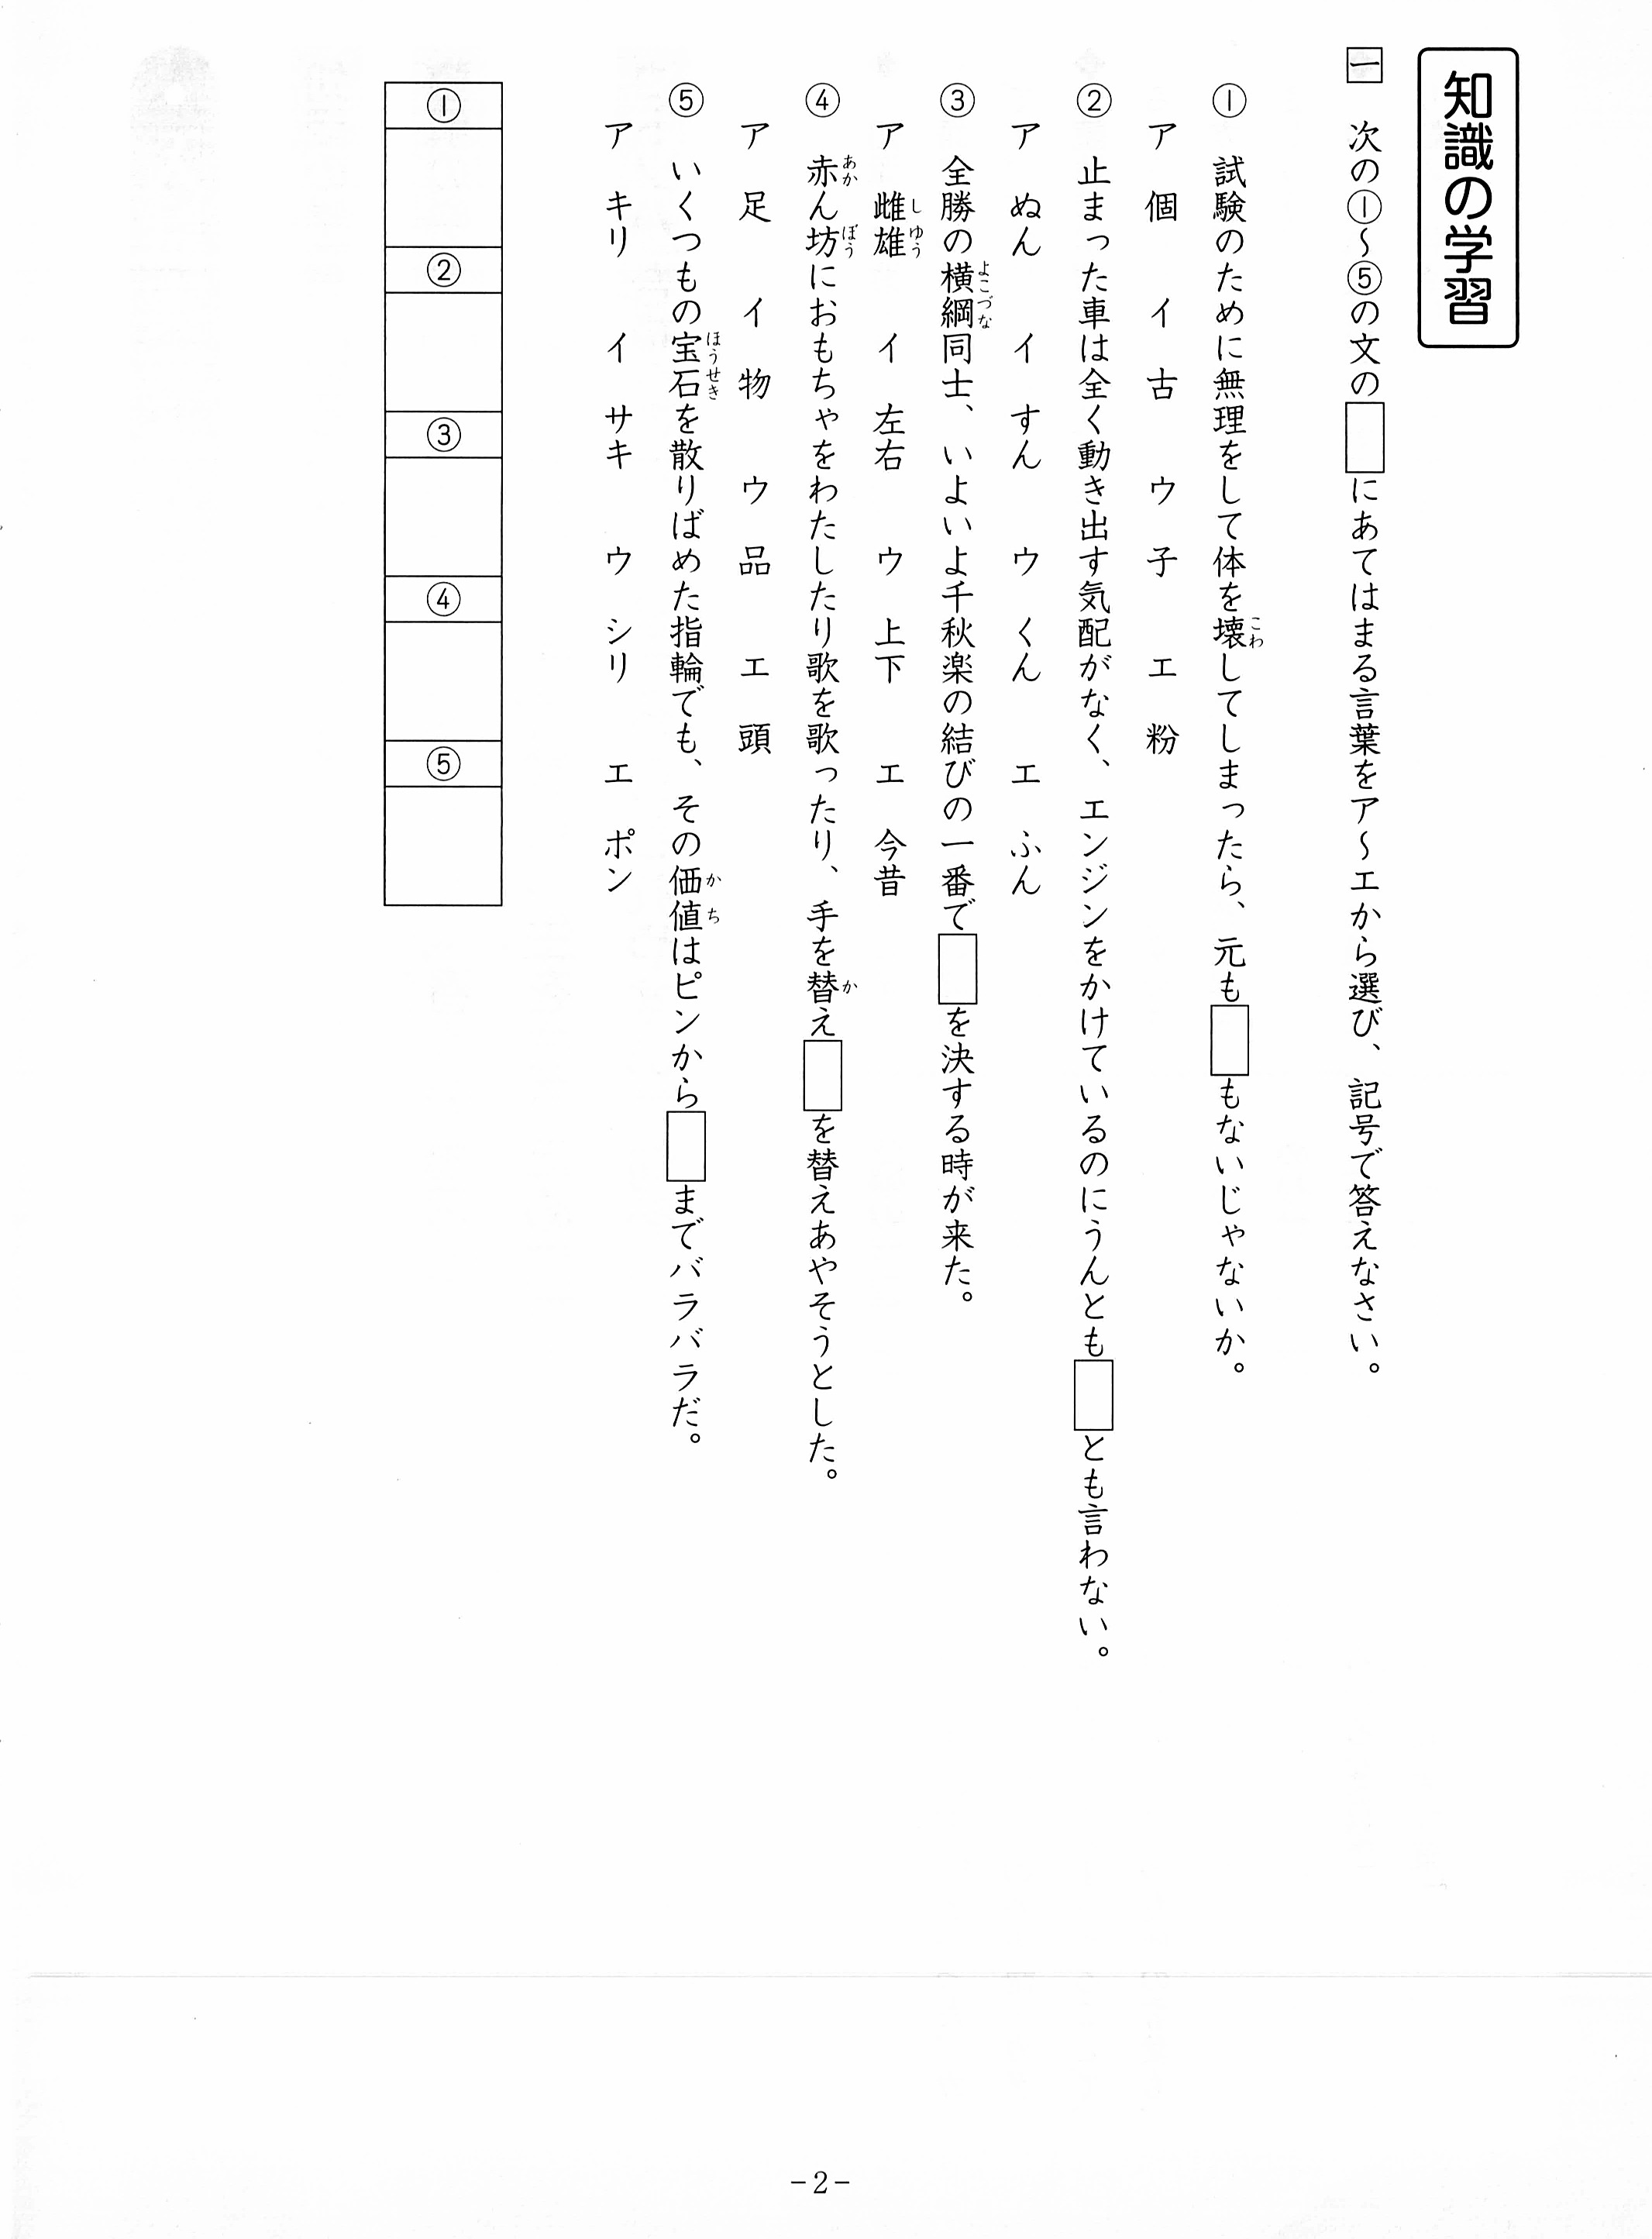 知識の学習
一 次の①～⑤の文の□にあてはまる言葉をア～エから選び、記号で答えなさい。
① 試験のために無理をして体を壊してしまったら、元も□もないじゃないか。
ア 個 イ 古 ウ 子 エ 粉
② 止まった車は全く動き出す気配がなく、エンジンをかけているのにうんとも□とも言わない。
ア ぬん イ すん ウ くん エ ふん
③ 全勝の横綱同士、いよいよ千秋楽の結びの一番で□を決する時が来た。
ア 雌雄 イ 左右 ウ 上下 エ 今昔
④ 赤ん坊におもちゃをわたしたり歌を歌ったり、手を替え□を替えあやそうとした。
ア 足 イ 物 ウ 品 エ 頭
⑤ いくつもの宝石を散りばめた指輪でも、その価値はピンから□までバラバラだ。
ア キリ イ サキ ウ シリ エ ポン
① ② ③ ④ ⑤
-2-